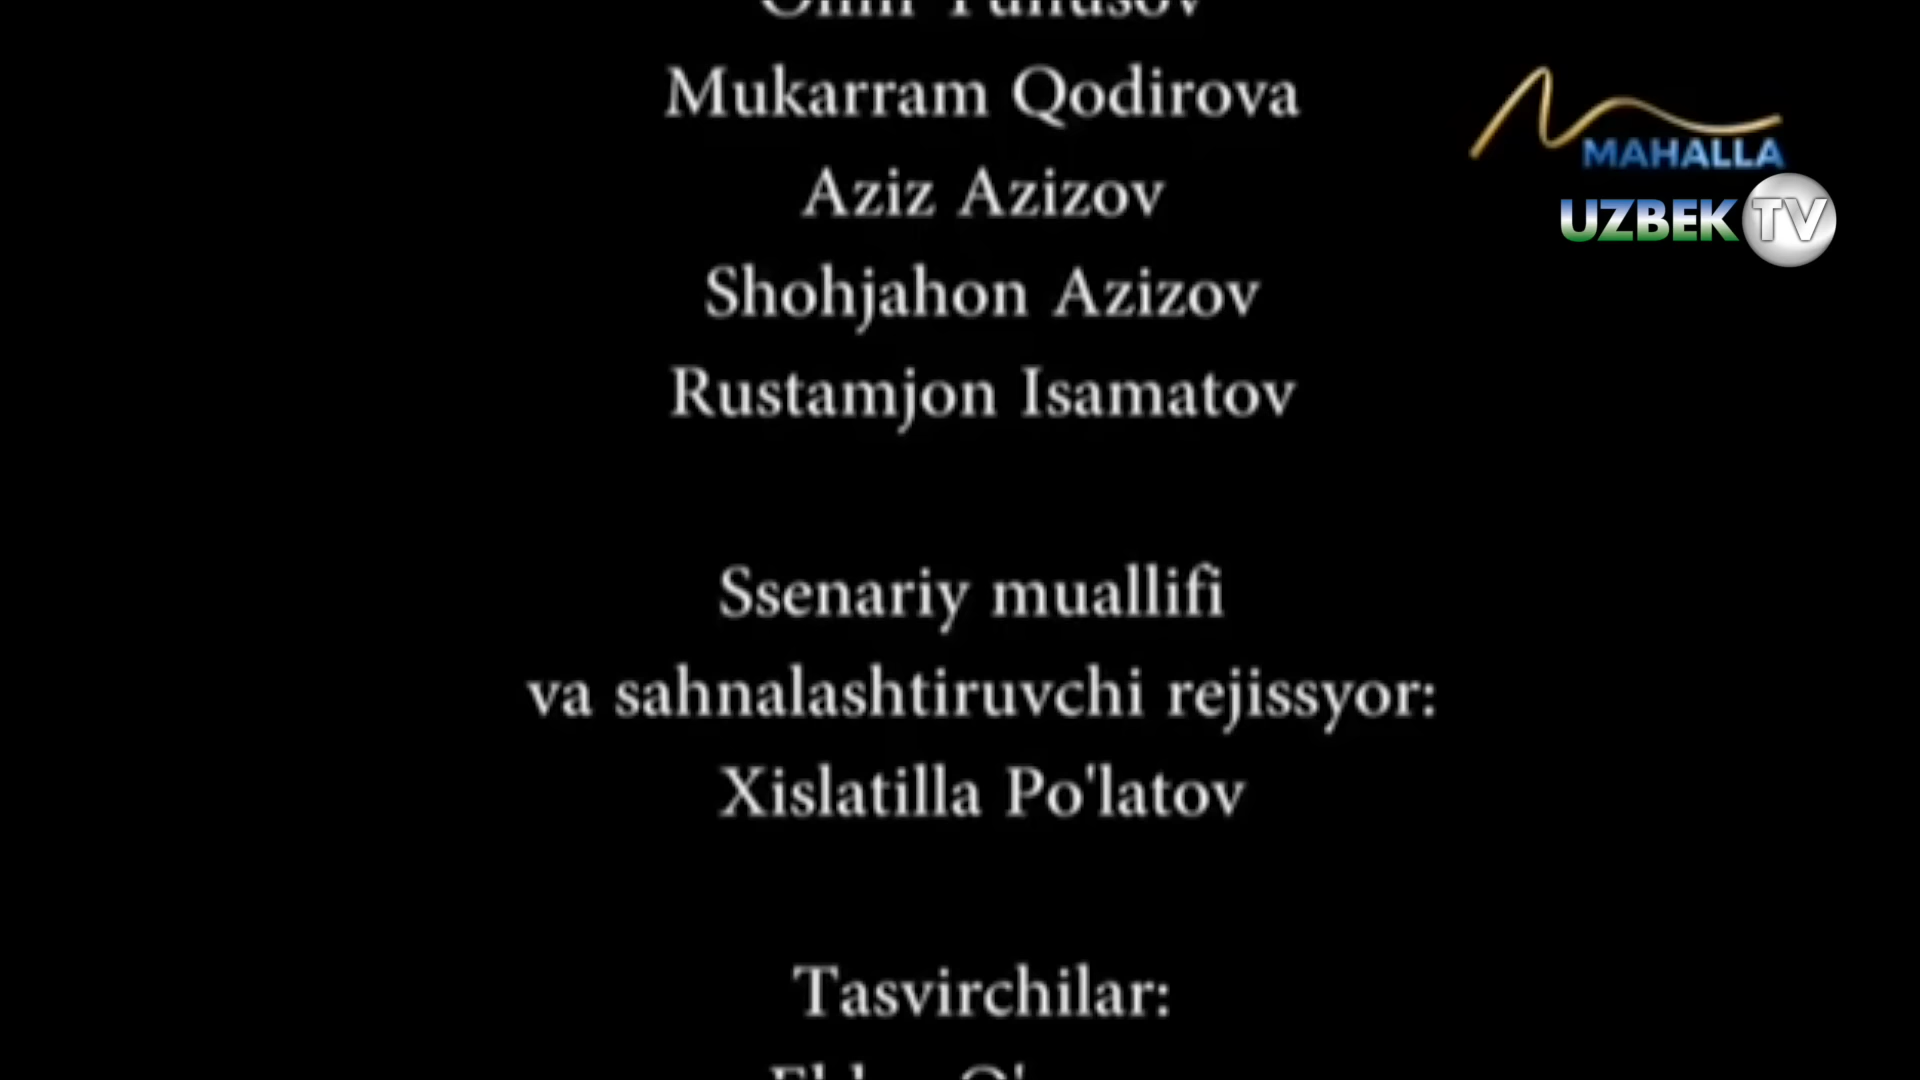 Mukarram Qodirova
Aziz Azizov
Shohjahon Azizov
Rustamjon Isamatov
Ssenariy muallifi
va sahnalashtiruvchi rejissyor:
Xislatilla Po'latov
Tasvirchilar:
MAHALLA
UZBEK TV